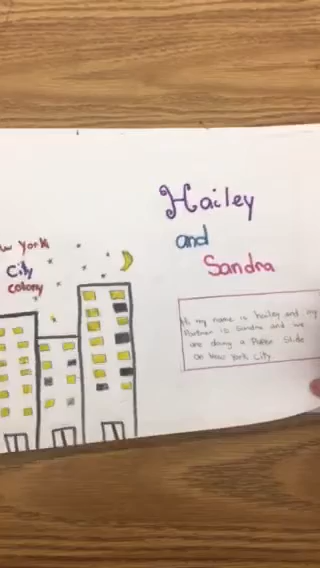 w York
City
colony
Hailey
and
Sandra
Hi my name is hailey and my
Partner is Sandra and we
are doing a Paper Slide
on New York City